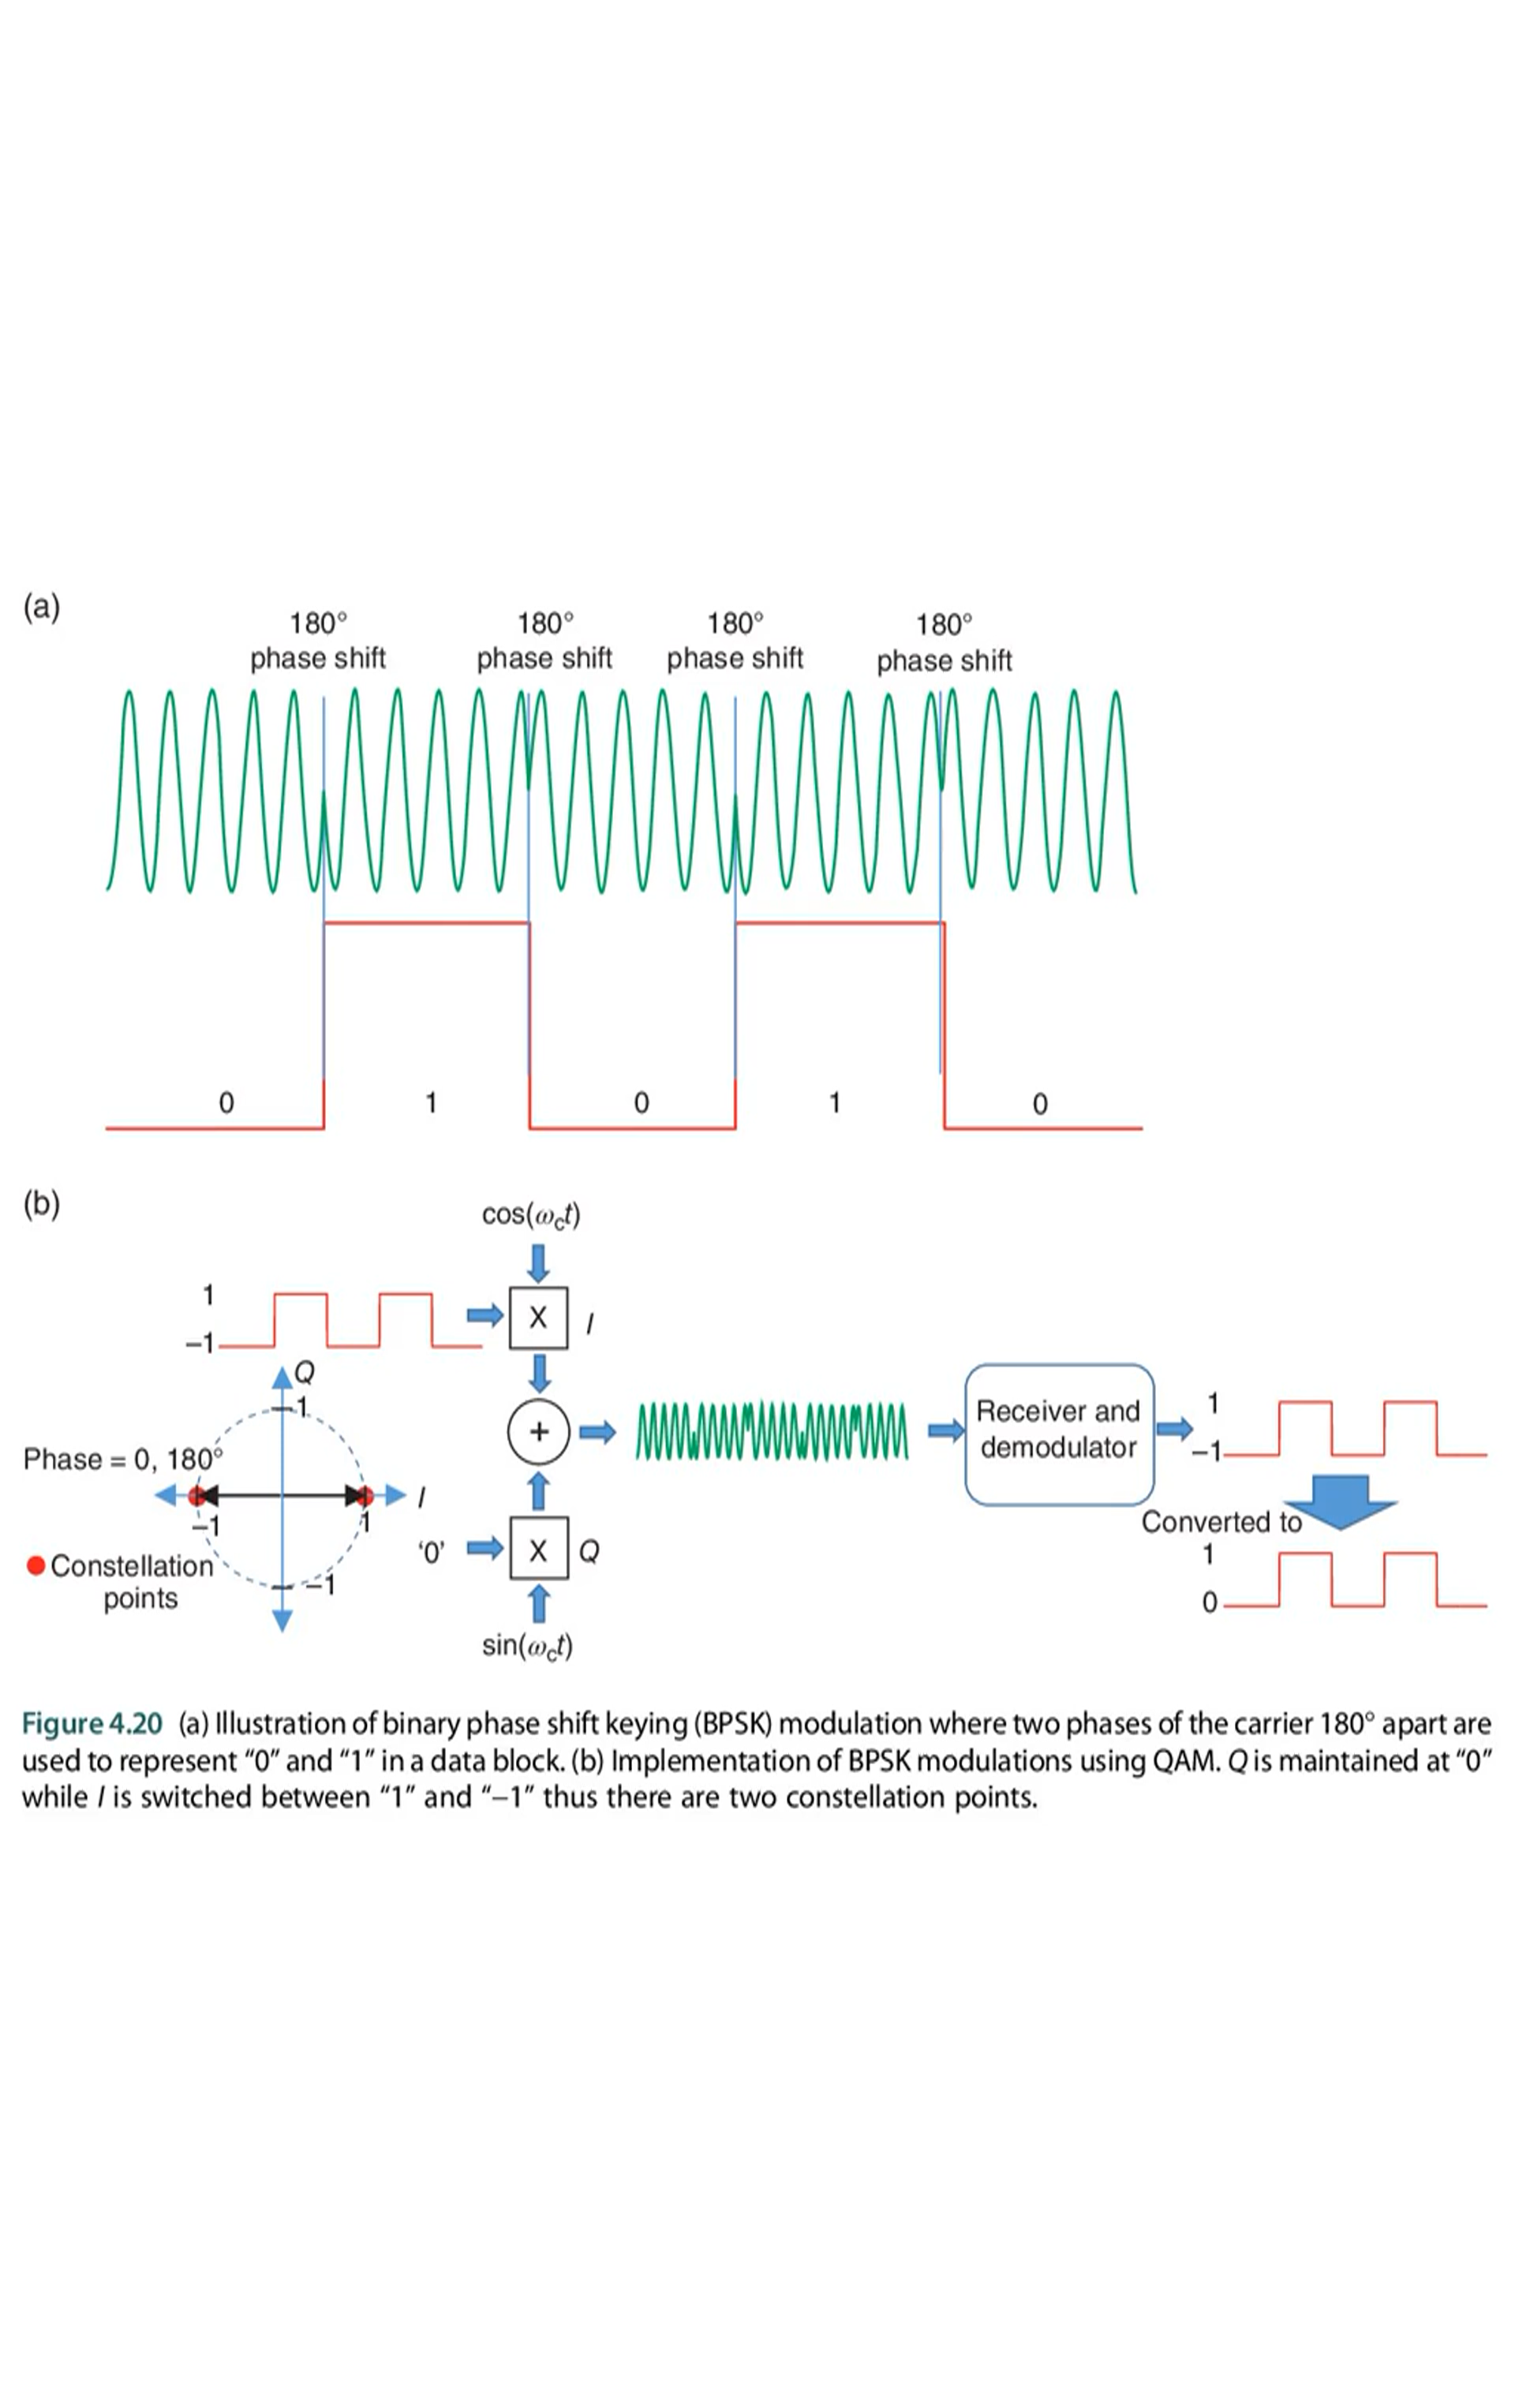 (a)
180° 180° 180° 180°
phase shift phase shift phase shift phase shift
0 1 0 1 0
(b)
cos(ω꜀t)
1
–1
X I
Q
1
Phase = 0, 180°
I
–1 1
Constellation
points
–1
+
Receiver and
demodulator
1
–1
'0' X Q
sin(ω꜀t)
Converted to
1
0
Figure 4.20 (a) Illustration of binary phase shift keying (BPSK) modulation where two phases of the carrier 180° apart are
used to represent “0” and “1” in a data block. (b) Implementation of BPSK modulations using QAM. Q is maintained at “0”
while I is switched between “1” and “–1” thus there are two constellation points.